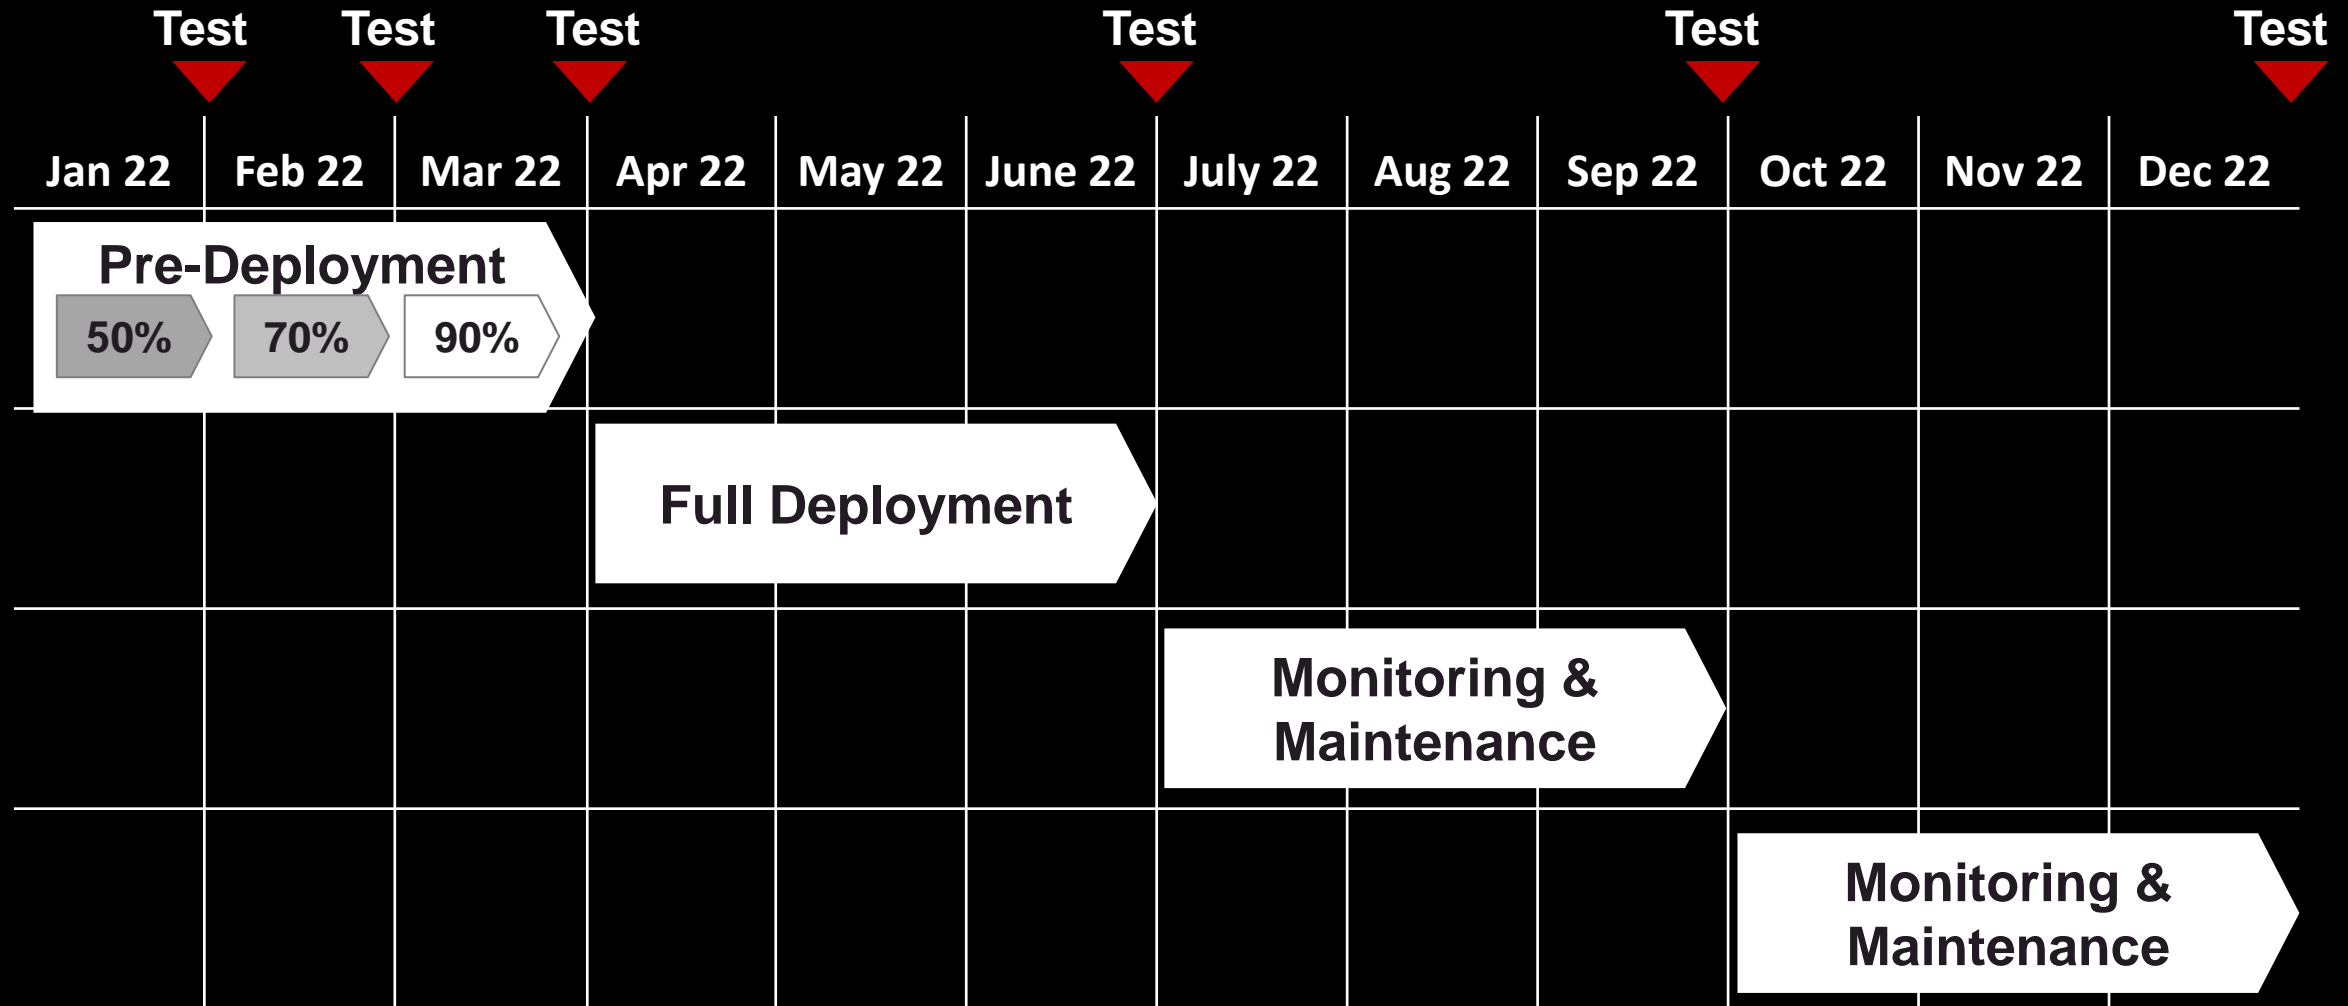 Test Test Test Test Test Test
Jan 22 Feb 22 Mar 22 Apr 22 May 22 June 22 July 22 Aug 22 Sep 22 Oct 22 Nov 22 Dec 22
Pre-Deployment
50% 70% 90%
Full Deployment
Monitoring &
Maintenance
Monitoring &
Maintenance